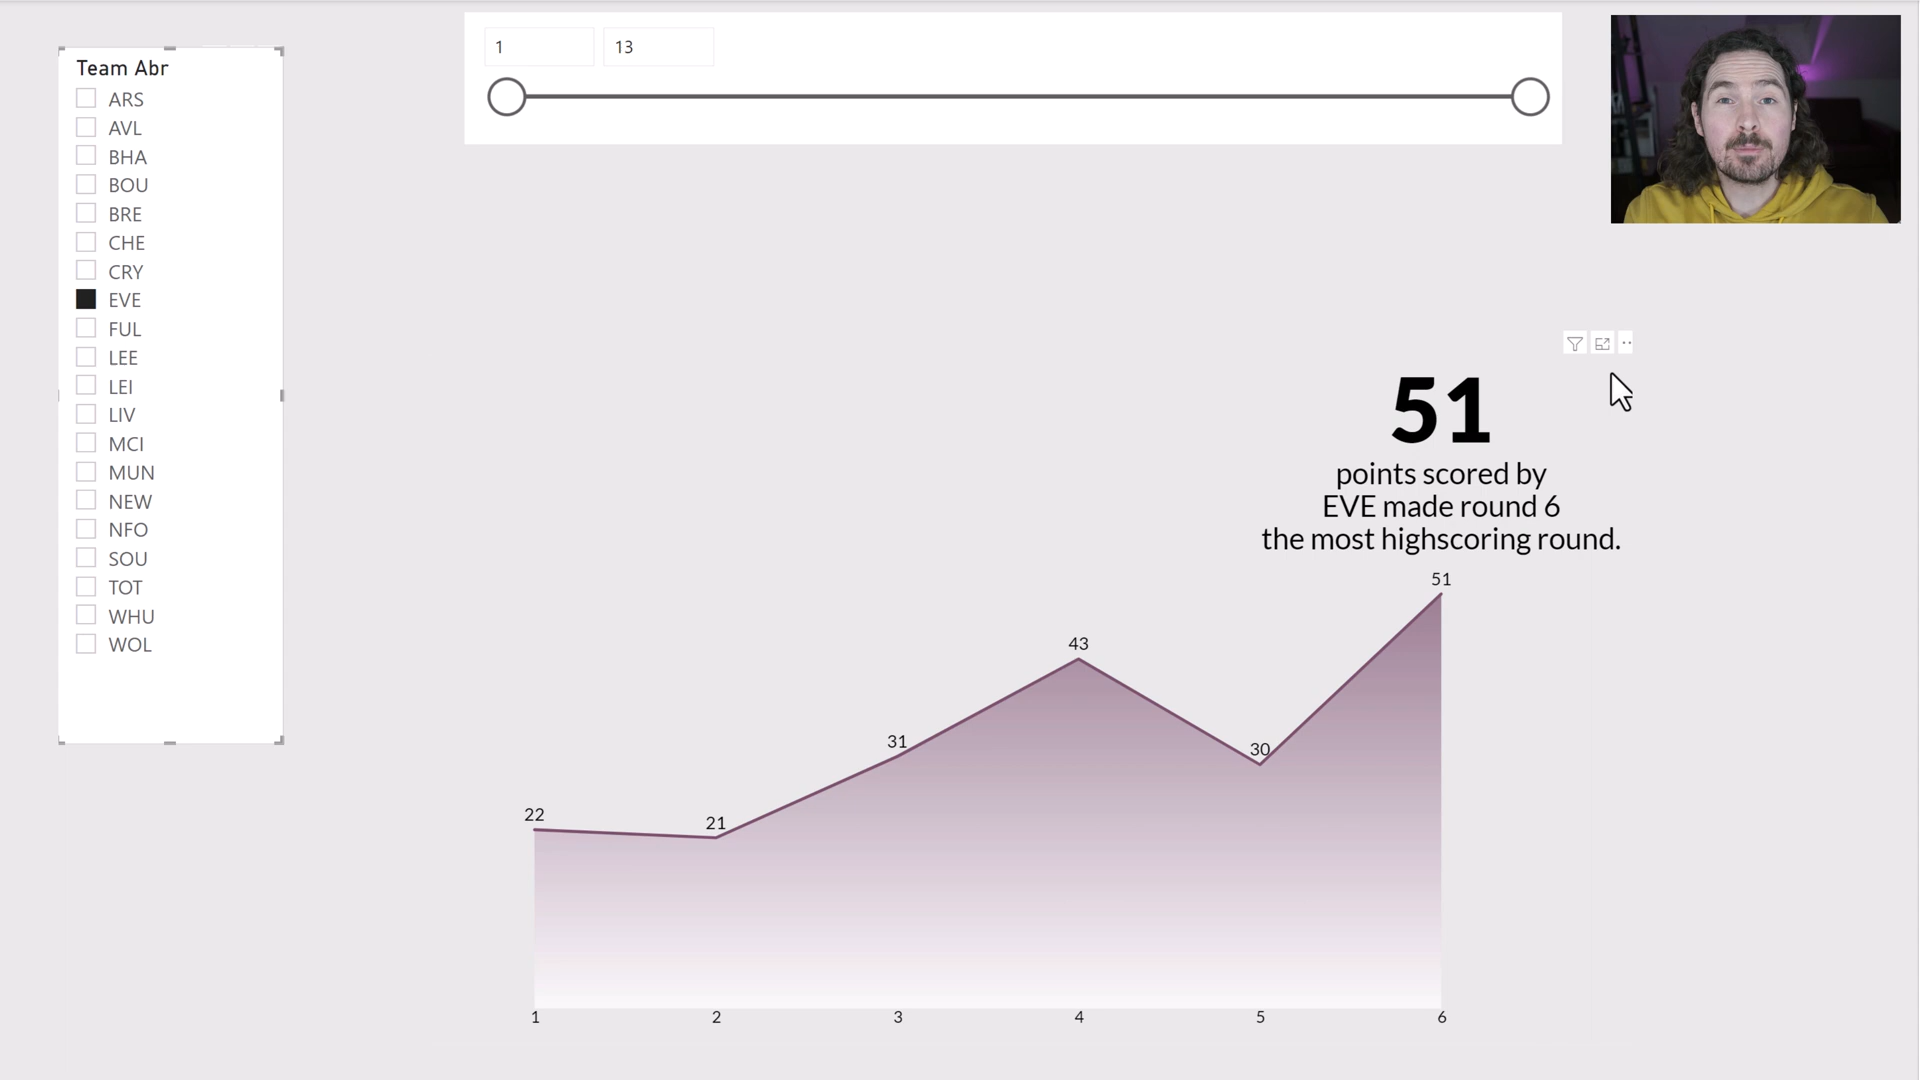 1
13
Team Abr
ARS
AVL
BHA
BOU
BRE
CHE
CRY
EVE
FUL
LEE
LEI
LIV
MCI
MUN
NEW
NFO
SOU
TOT
WHU
WOL
51
points scored by
EVE made round 6
the most highscoring round.
51
43
31
30
22
21
1 2 3 4 5 6